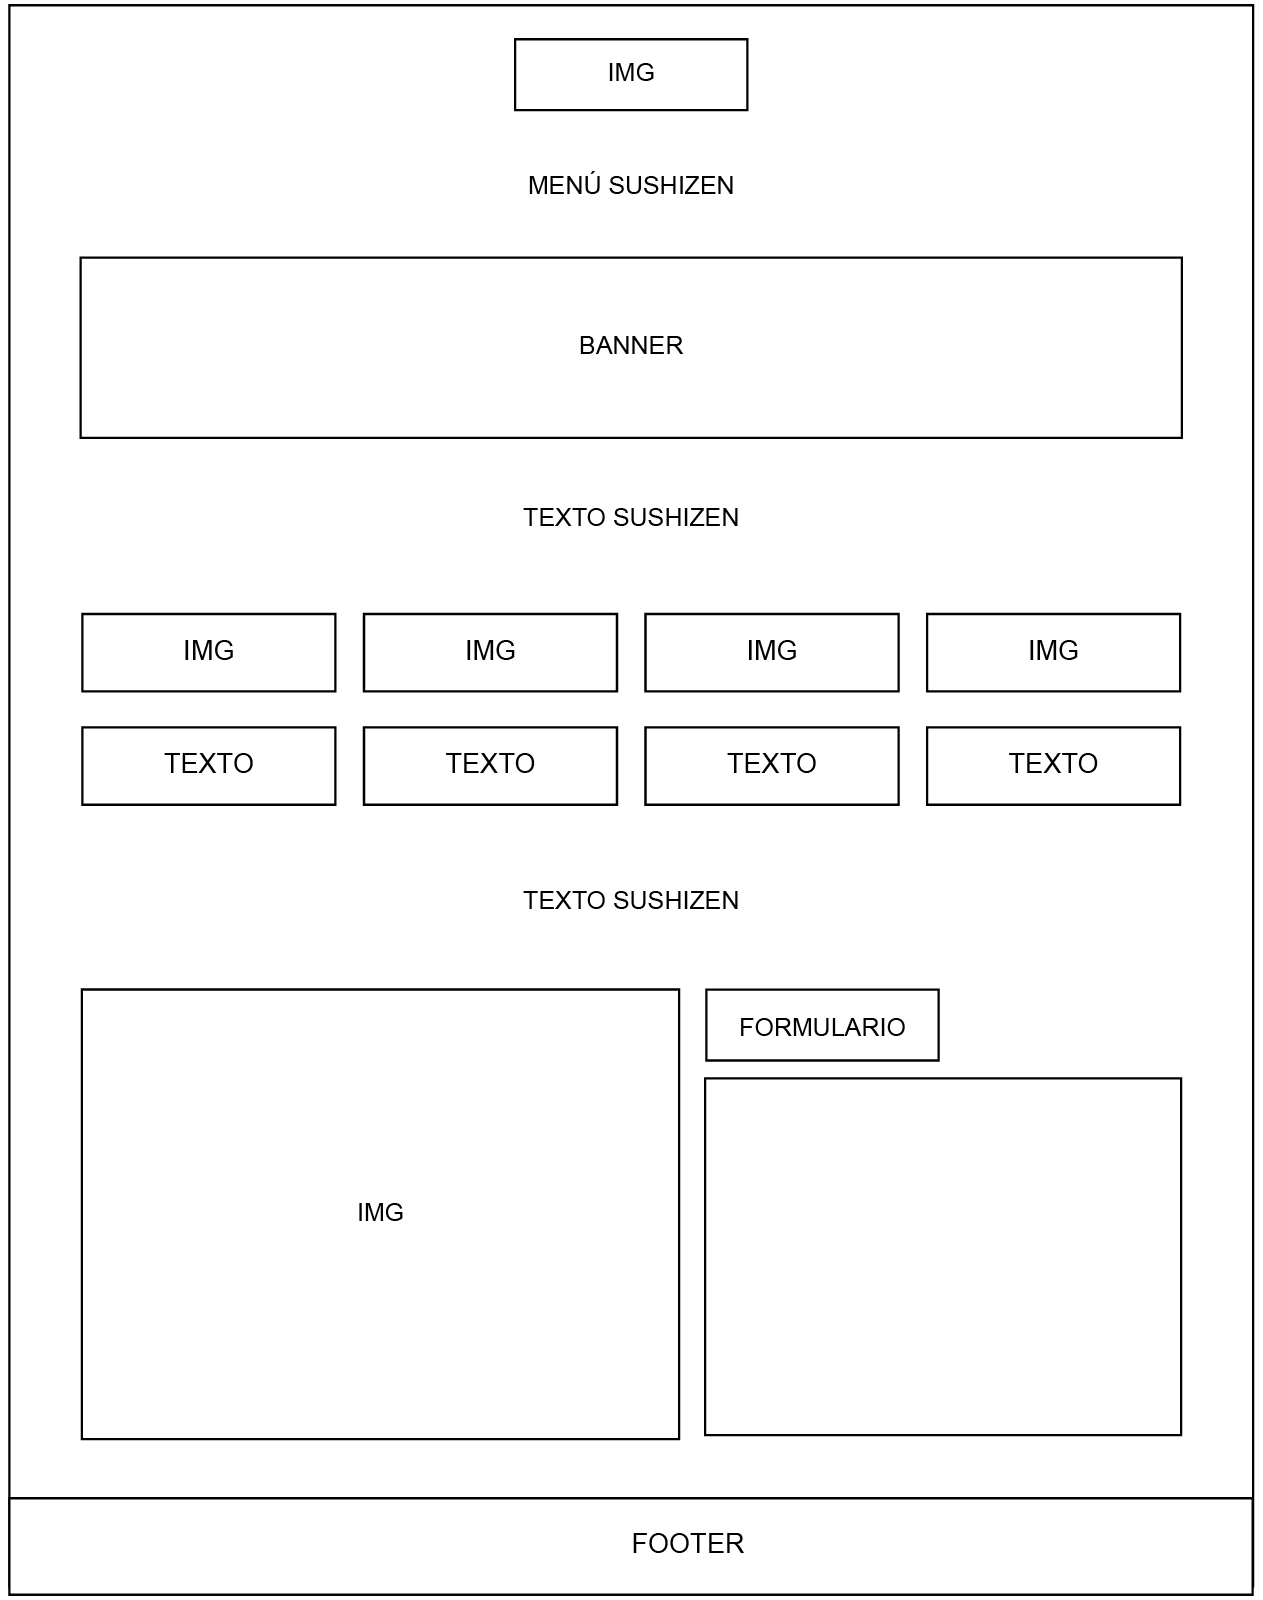 IMG
MENÚ SUSHIZEN
BANNER
TEXTO SUSHIZEN
IMG
IMG
IMG
IMG
TEXTO
TEXTO
TEXTO
TEXTO
TEXTO SUSHIZEN
IMG
FORMULARIO
FOOTER